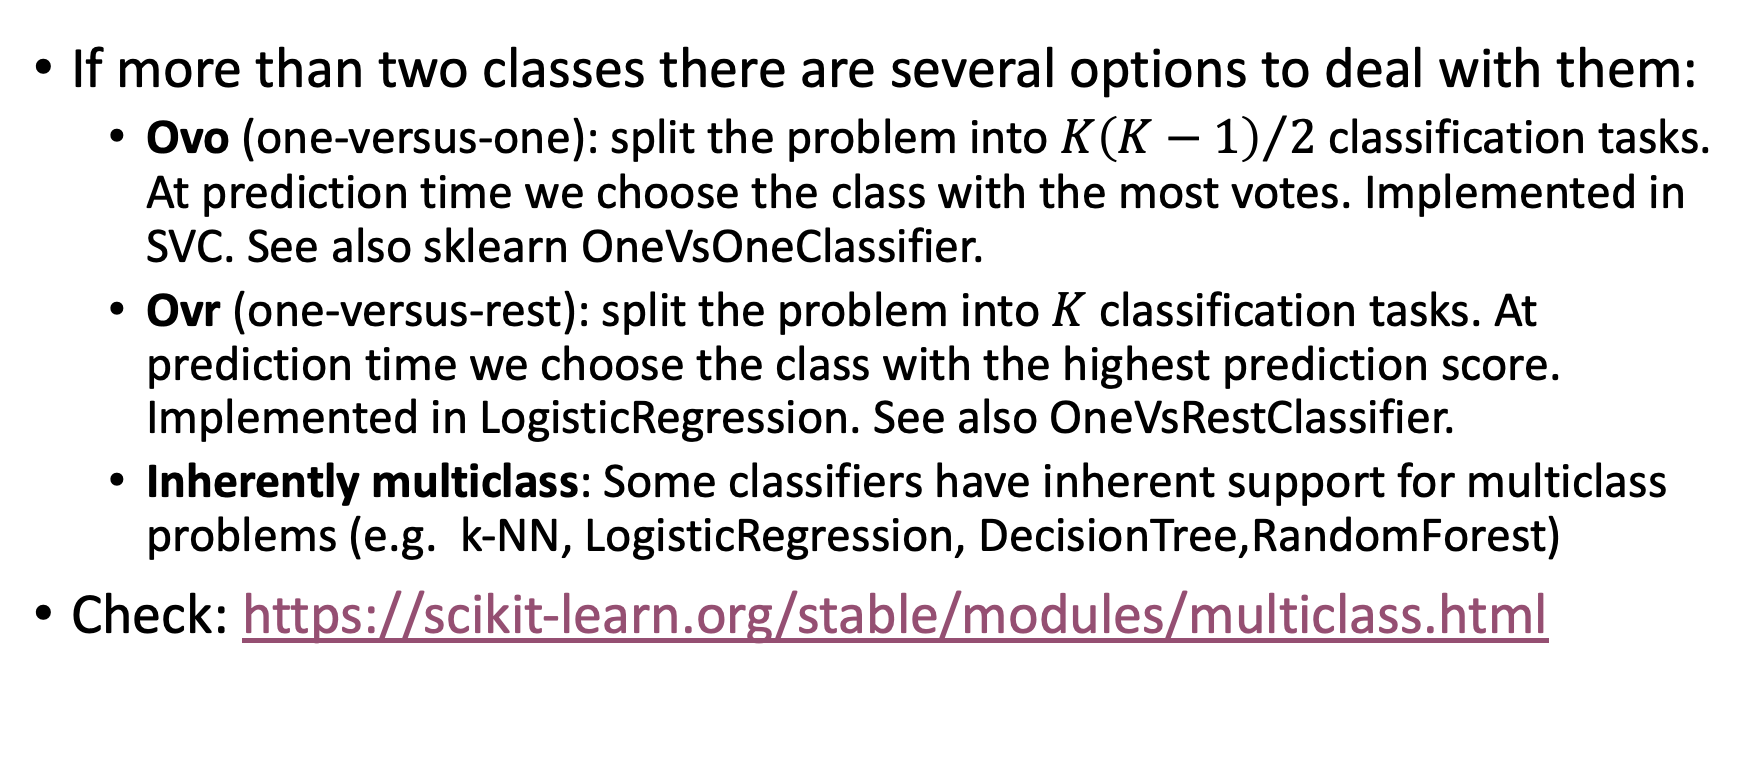 • If more than two classes there are several options to deal with them:
• Ovo (one-versus-one): split the problem into K(K − 1)/2 classification tasks.
At prediction time we choose the class with the most votes. Implemented in
SVC. See also sklearn OneVsOneClassifier.
• Ovr (one-versus-rest): split the problem into K classification tasks. At
prediction time we choose the class with the highest prediction score.
Implemented in LogisticRegression. See also OneVsRestClassifier.
• Inherently multiclass: Some classifiers have inherent support for multiclass
problems (e.g.  k-NN, LogisticRegression, DecisionTree,RandomForest)
• Check: https://scikit-learn.org/stable/modules/multiclass.html